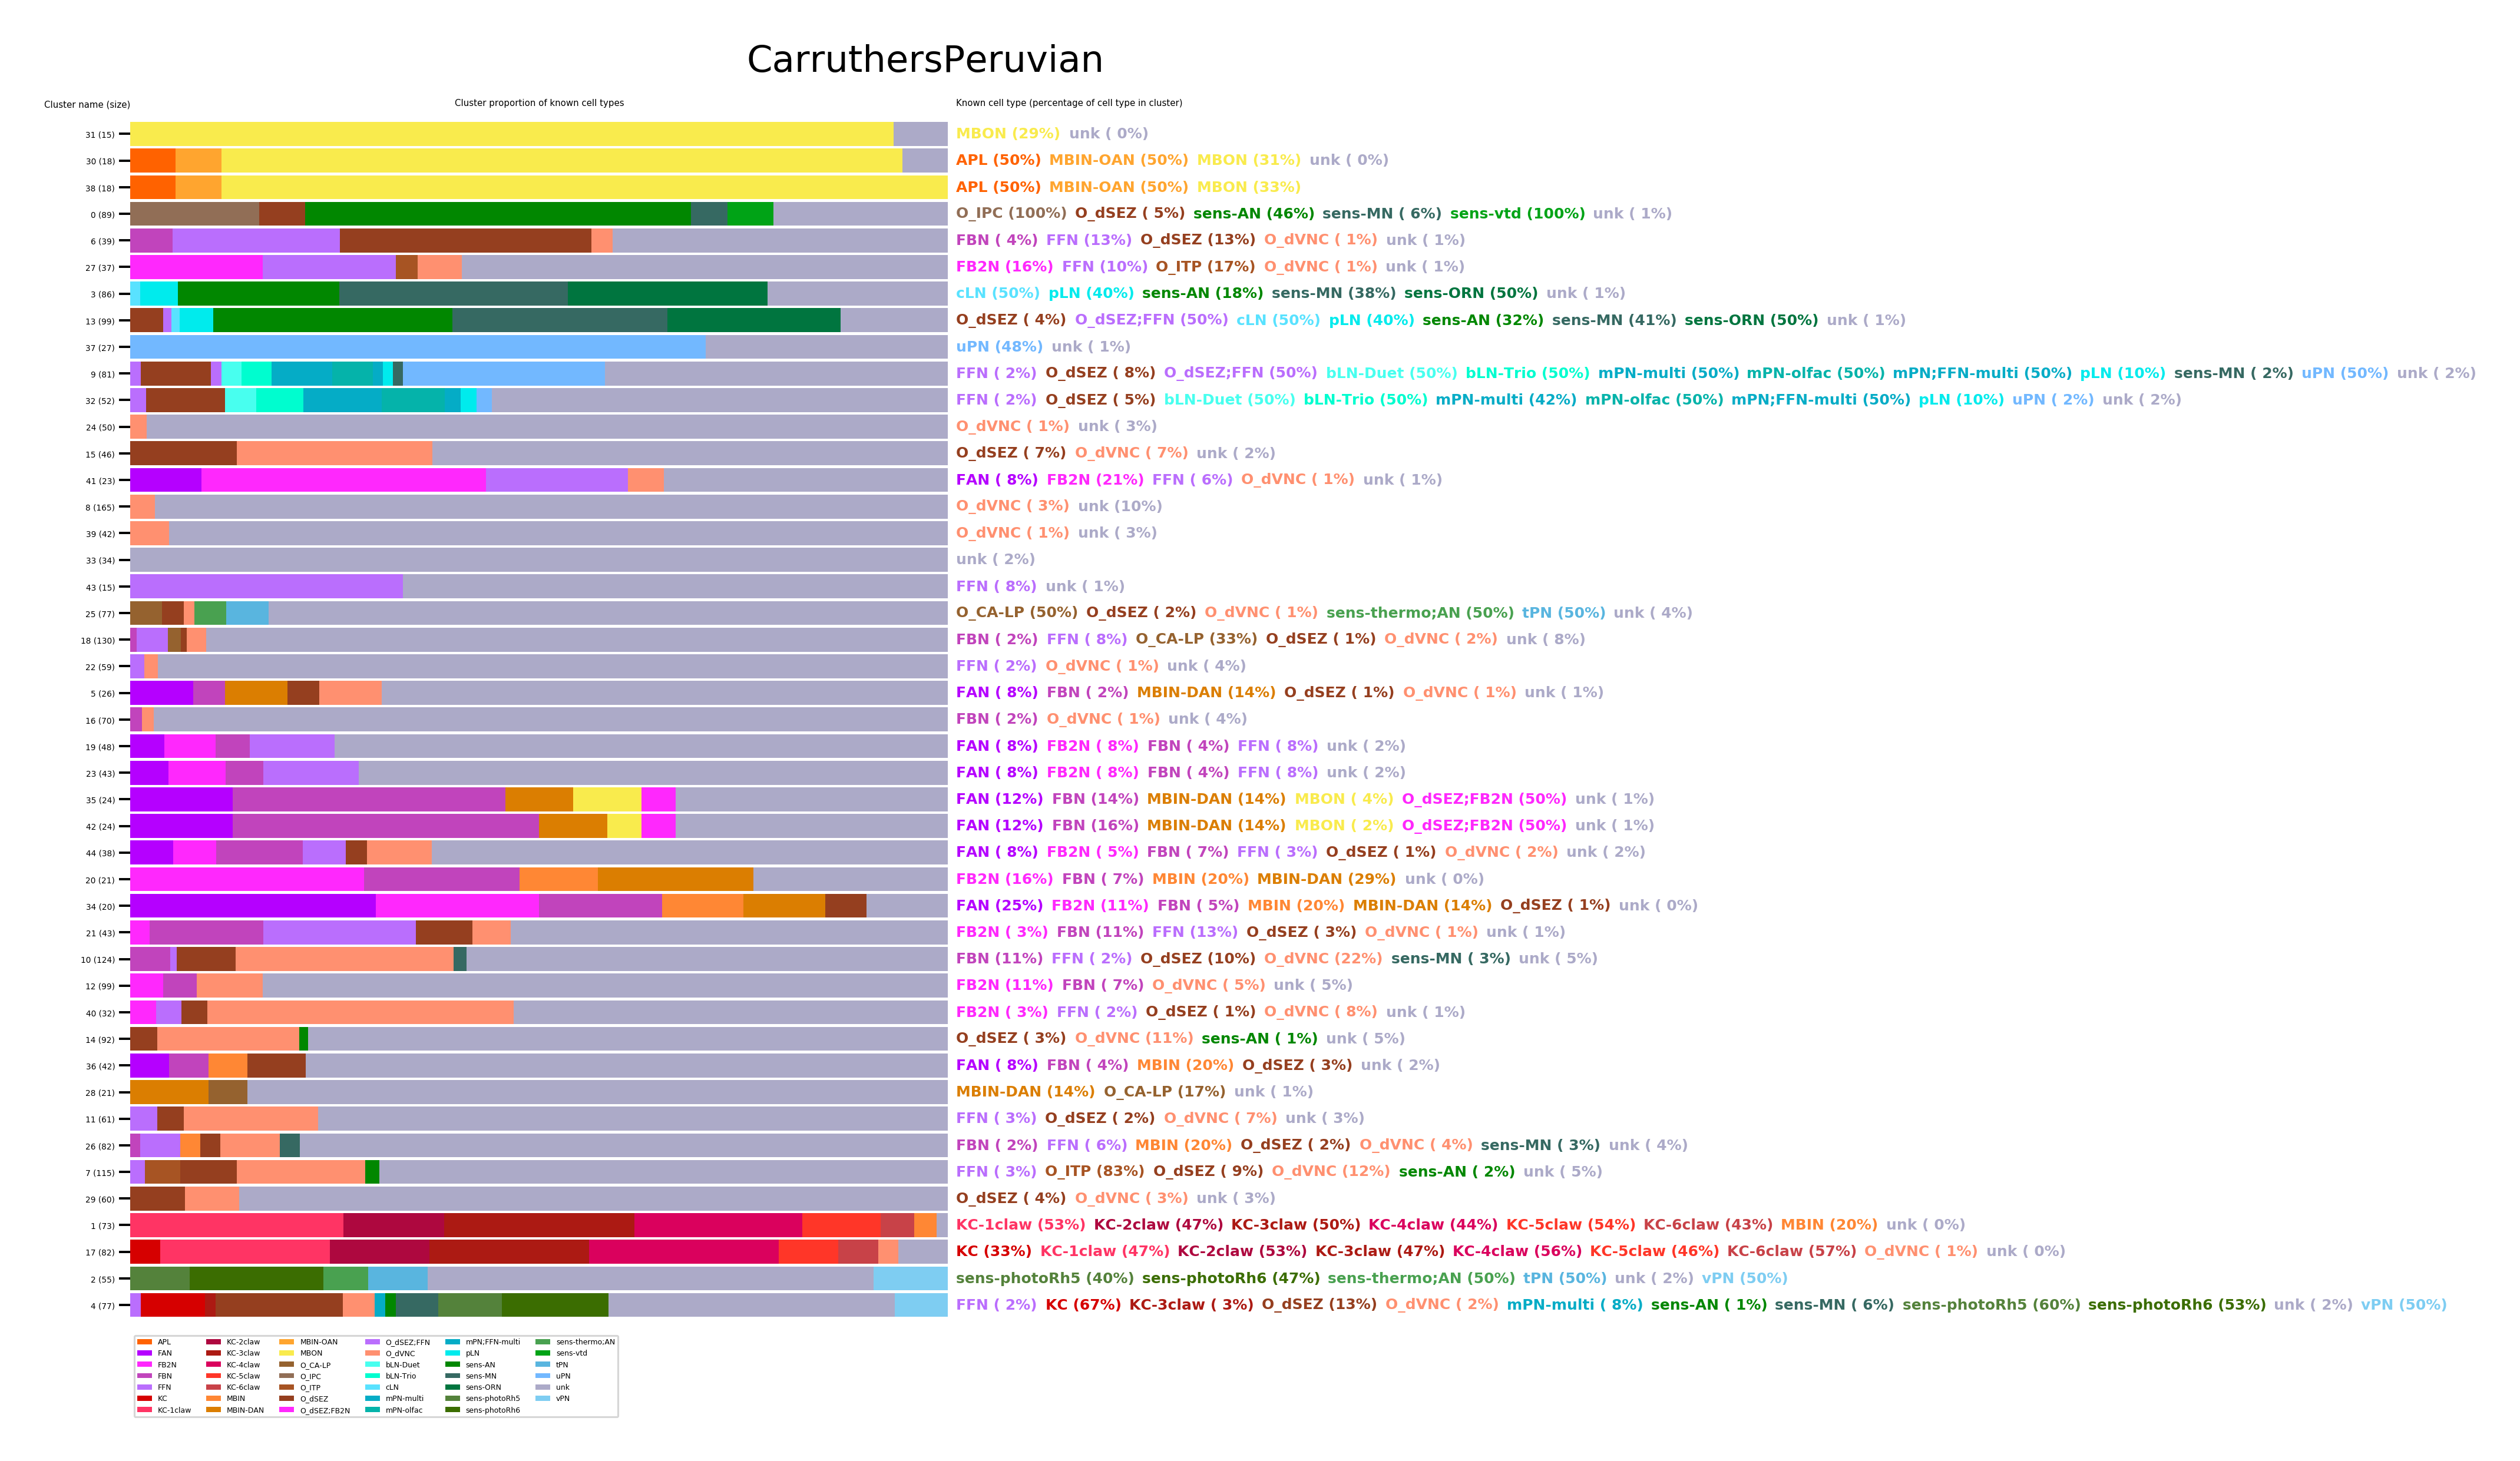 CarruthersPeruvian
Cluster name (size) Cluster proportion of known cell types Known cell type (percentage of cell type in cluster)
31 (15) MBON (29%) unk ( 0%)
30 (18) APL (50%) MBIN-OAN (50%) MBON (31%) unk ( 0%)
38 (18) APL (50%) MBIN-OAN (50%) MBON (33%)
0 (89) O_IPC (100%) O_dSEZ ( 5%) sens-AN (46%) sens-MN ( 6%) sens-vtd (100%) unk ( 1%)
6 (39) FBN ( 4%) FFN (13%) O_dSEZ (13%) O_dVNC ( 1%) unk ( 1%)
27 (37) FB2N (16%) FFN (10%) O_ITP (17%) O_dVNC ( 1%) unk ( 1%)
3 (86) cLN (50%) pLN (40%) sens-AN (18%) sens-MN (38%) sens-ORN (50%) unk ( 1%)
13 (99) O_dSEZ ( 4%) O_dSEZ;FFN (50%) cLN (50%) pLN (40%) sens-AN (32%) sens-MN (41%) sens-ORN (50%) unk ( 1%)
37 (27) uPN (48%) unk ( 1%)
9 (81) FFN ( 2%) O_dSEZ ( 8%) O_dSEZ;FFN (50%) bLN-Duet (50%) bLN-Trio (50%) mPN-multi (50%) mPN-olfac (50%) mPN;FFN-multi (50%) pLN (10%) sens-MN ( 2%) uPN (50%) unk ( 2%)
32 (52) FFN ( 2%) O_dSEZ ( 5%) bLN-Duet (50%) bLN-Trio (50%) mPN-multi (42%) mPN-olfac (50%) mPN;FFN-multi (50%) pLN (10%) uPN ( 2%) unk ( 2%)
24 (50) O_dVNC ( 1%) unk ( 3%)
15 (46) O_dSEZ ( 7%) O_dVNC ( 7%) unk ( 2%)
41 (23) FAN ( 8%) FB2N (21%) FFN ( 6%) O_dVNC ( 1%) unk ( 1%)
8 (165) O_dVNC ( 3%) unk (10%)
39 (42) O_dVNC ( 1%) unk ( 3%)
33 (34) unk ( 2%)
43 (15) FFN ( 8%) unk ( 1%)
25 (77) O_CA-LP (50%) O_dSEZ ( 2%) O_dVNC ( 1%) sens-thermo;AN (50%) tPN (50%) unk ( 4%)
18 (130) FBN ( 2%) FFN ( 8%) O_CA-LP (33%) O_dSEZ ( 1%) O_dVNC ( 2%) unk ( 8%)
22 (59) FFN ( 2%) O_dVNC ( 1%) unk ( 4%)
5 (26) FAN ( 8%) FBN ( 2%) MBIN-DAN (14%) O_dSEZ ( 1%) O_dVNC ( 1%) unk ( 1%)
16 (70) FBN ( 2%) O_dVNC ( 1%) unk ( 4%)
19 (48) FAN ( 8%) FB2N ( 8%) FBN ( 4%) FFN ( 8%) unk ( 2%)
23 (43) FAN ( 8%) FB2N ( 8%) FBN ( 4%) FFN ( 8%) unk ( 2%)
35 (24) FAN (12%) FBN (14%) MBIN-DAN (14%) MBON ( 4%) O_dSEZ;FB2N (50%) unk ( 1%)
42 (24) FAN (12%) FBN (16%) MBIN-DAN (14%) MBON ( 2%) O_dSEZ;FB2N (50%) unk ( 1%)
44 (38) FAN ( 8%) FB2N ( 5%) FBN ( 7%) FFN ( 3%) O_dSEZ ( 1%) O_dVNC ( 2%) unk ( 2%)
20 (21) FB2N (16%) FBN ( 7%) MBIN (20%) MBIN-DAN (29%) unk ( 0%)
34 (20) FAN (25%) FB2N (11%) FBN ( 5%) MBIN (20%) MBIN-DAN (14%) O_dSEZ ( 1%) unk ( 0%)
21 (43) FB2N ( 3%) FBN (11%) FFN (13%) O_dSEZ ( 3%) O_dVNC ( 1%) unk ( 1%)
10 (124) FBN (11%) FFN ( 2%) O_dSEZ (10%) O_dVNC (22%) sens-MN ( 3%) unk ( 5%)
12 (99) FB2N (11%) FBN ( 7%) O_dVNC ( 5%) unk ( 5%)
40 (32) FB2N ( 3%) FFN ( 2%) O_dSEZ ( 1%) O_dVNC ( 8%) unk ( 1%)
14 (92) O_dSEZ ( 3%) O_dVNC (11%) sens-AN ( 1%) unk ( 5%)
36 (42) FAN ( 8%) FBN ( 4%) MBIN (20%) O_dSEZ ( 3%) unk ( 2%)
28 (21) MBIN-DAN (14%) O_CA-LP (17%) unk ( 1%)
11 (61) FFN ( 3%) O_dSEZ ( 2%) O_dVNC ( 7%) unk ( 3%)
26 (82) FBN ( 2%) FFN ( 6%) MBIN (20%) O_dSEZ ( 2%) O_dVNC ( 4%) sens-MN ( 3%) unk ( 4%)
7 (115) FFN ( 3%) O_ITP (83%) O_dSEZ ( 9%) O_dVNC (12%) sens-AN ( 2%) unk ( 5%)
29 (60) O_dSEZ ( 4%) O_dVNC ( 3%) unk ( 3%)
1 (73) KC-1claw (53%) KC-2claw (47%) KC-3claw (50%) KC-4claw (44%) KC-5claw (54%) KC-6claw (43%) MBIN (20%) unk ( 0%)
17 (82) KC (33%) KC-1claw (47%) KC-2claw (53%) KC-3claw (47%) KC-4claw (56%) KC-5claw (46%) KC-6claw (57%) O_dVNC ( 1%) unk ( 0%)
2 (55) sens-photoRh5 (40%) sens-photoRh6 (47%) sens-thermo;AN (50%) tPN (50%) unk ( 2%) vPN (50%)
4 (77) FFN ( 2%) KC (67%) KC-3claw ( 3%) O_dSEZ (13%) O_dVNC ( 2%) mPN-multi ( 8%) sens-AN ( 1%) sens-MN ( 6%) sens-photoRh5 (60%) sens-photoRh6 (53%) unk ( 2%) vPN (50%)
APL KC-2claw MBIN-OAN O_dSEZ;FFN mPN;FFN-multi sens-thermo;AN
FAN KC-3claw MBON O_dVNC pLN sens-vtd
FB2N KC-4claw O_CA-LP bLN-Duet sens-AN tPN
FBN KC-5claw O_IPC bLN-Trio sens-MN uPN
FFN KC-6claw O_ITP cLN sens-ORN unk
KC MBIN O_dSEZ mPN-multi sens-photoRh5 vPN
KC-1claw MBIN-DAN O_dSEZ;FB2N mPN-olfac sens-photoRh6